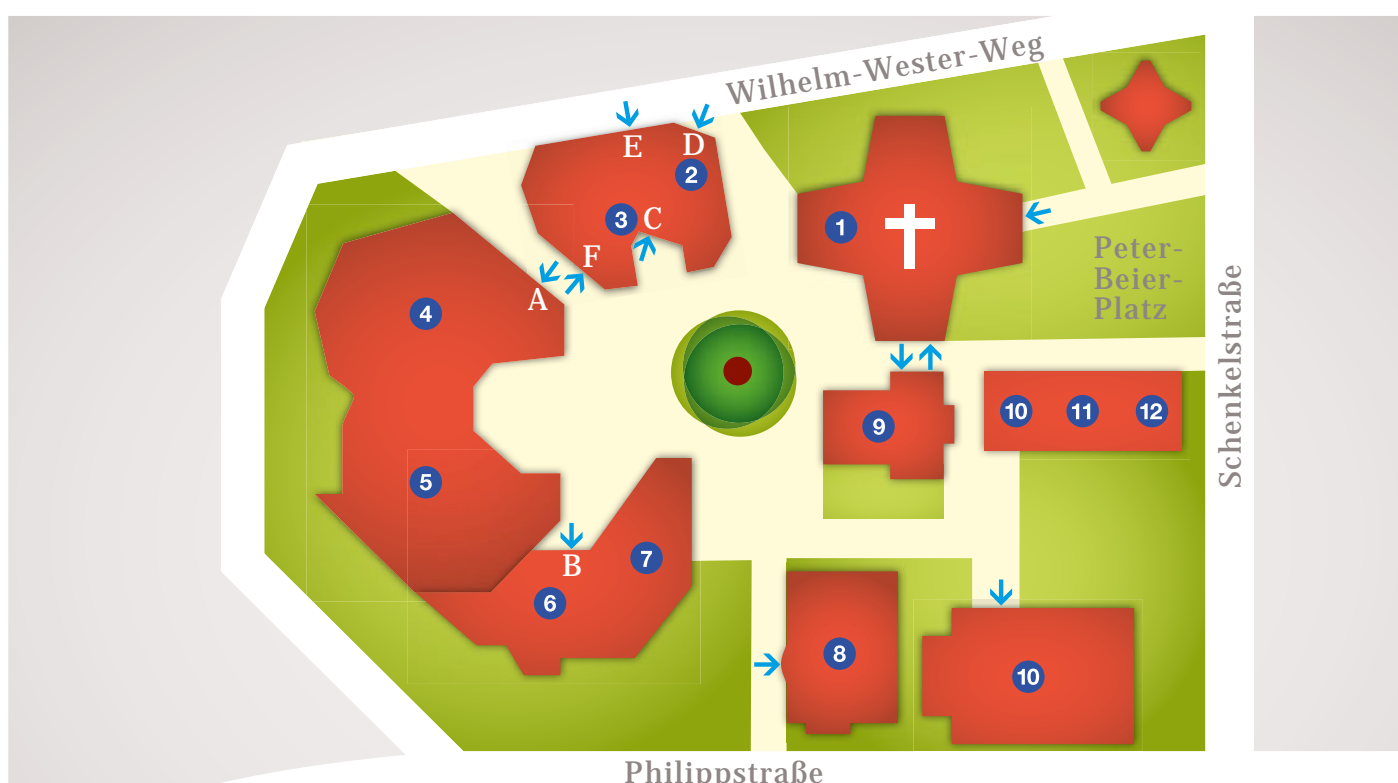 Wilhelm-Wester-Weg
E
D
2
3
C
1
F
A
Peter-
Beier-
Platz
4
Schenkelstraße
10
11
12
9
5
7
B
6
8
10
Philippstraße